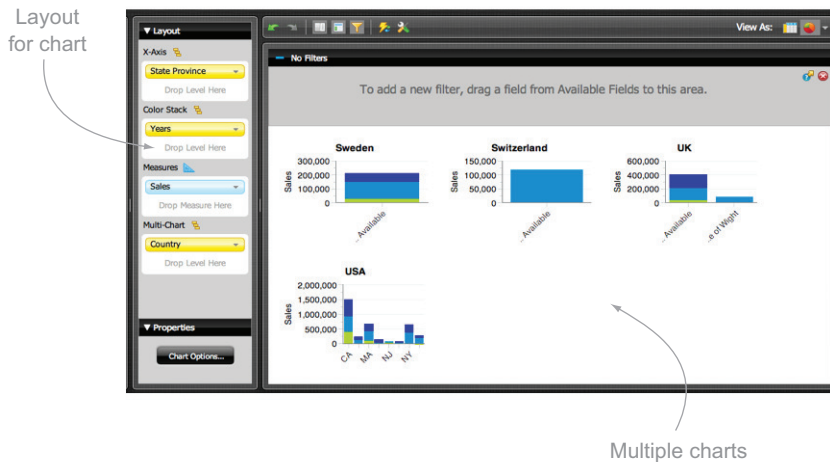 Layout
for chart
▼ Layout
X-Axis
State Province
Drop Level Here
Color Stack
Years
Drop Level Here
Measures
Sales
Drop Measure Here
Multi-Chart
Country
Drop Level Here
▼ Properties
Chart Options...
View As:
No Filters
To add a new filter, drag a field from Available Fields to this area.
Sweden
Sales
300,000
200,000
100,000
0
... Available
Switzerland
Sales
150,000
100,000
50,000
0
... Available
UK
Sales
600,000
400,000
200,000
0
... Available
...e of Wight
USA
Sales
2,000,000
1,500,000
1,000,000
500,000
0
CA
MA
NJ
NY
Multiple charts